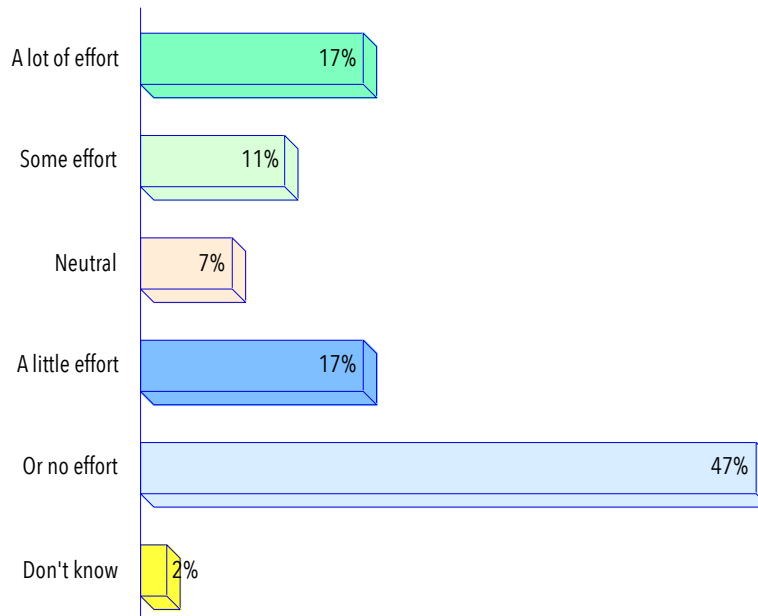 A lot of effort 17%
Some effort 11%
Neutral 7%
A little effort 17%
Or no effort 47%
Don't know 2%